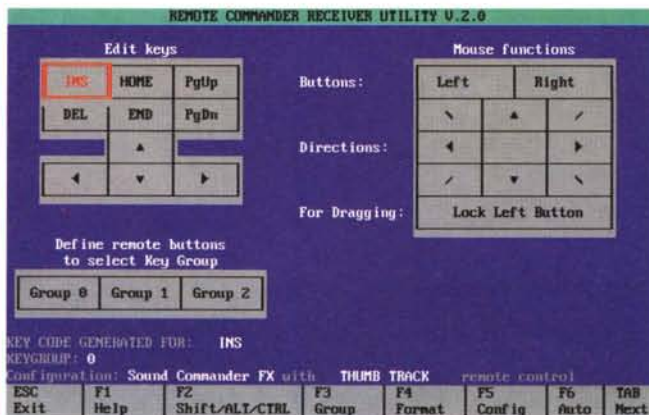 REMOTE COMMANDER RECEIVER UTILITY V.2.0
Edit keys
Mouse functions
INS HOME PgUp
DEL END PgDn
Buttons: Left Right
Directions:
For Dragging: Lock Left Button
Define remote buttons
to select Key Group
Group 0 Group 1 Group 2
KEY CODE GENERATED FOR: INS
KEYGROUP: 0
Configuration: Sound Commander FX with THUMB TRACK remote control
ESC F1 F2 F3 F4 F5 F6 TAB
Exit Help Shift/ALT/CTRL Group Format Config Auto Next